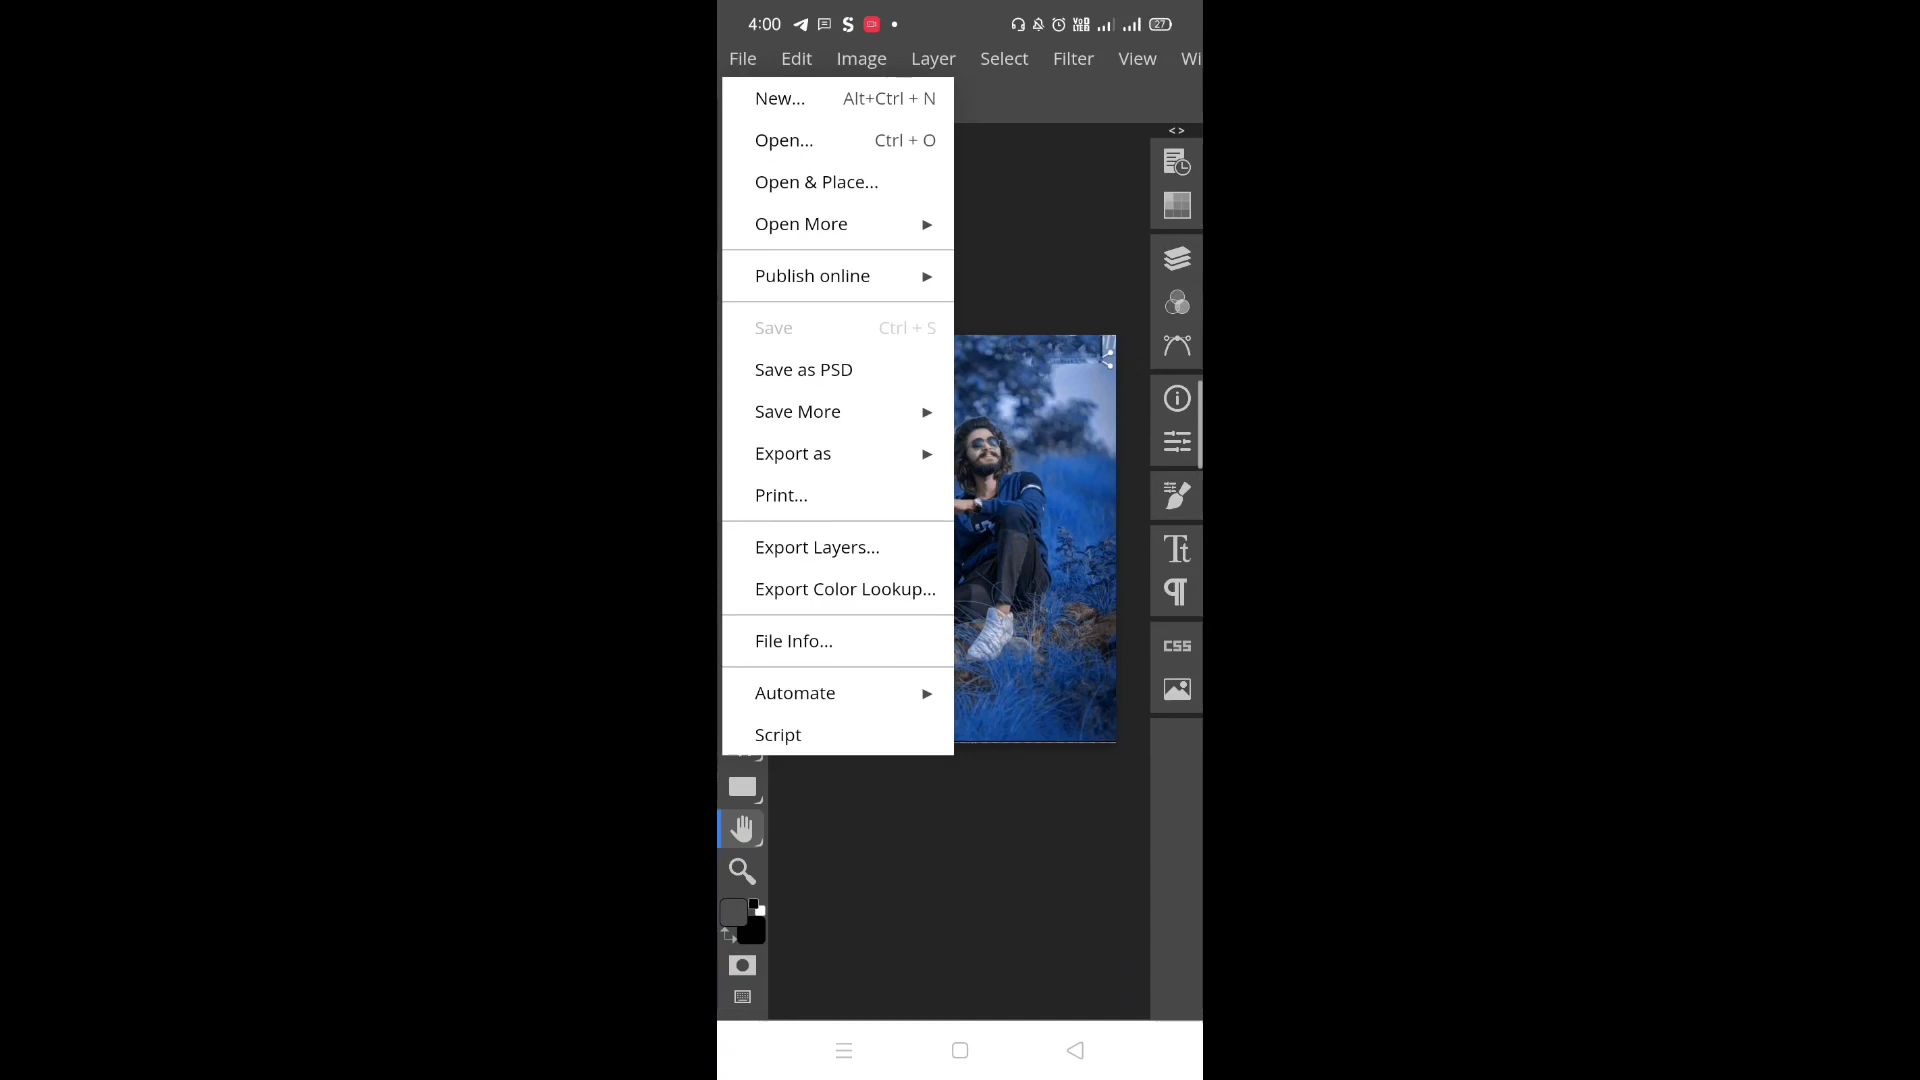 4:00 27
File Edit Image Layer Select Filter View Wi
New... Alt+Ctrl + N
Open... Ctrl + O
Open & Place...
Open More
Publish online
Save Ctrl + S
Save as PSD
Save More
Export as
Print...
Export Layers...
Export Color Lookup...
File Info...
Automate
Script
Tt
CSS